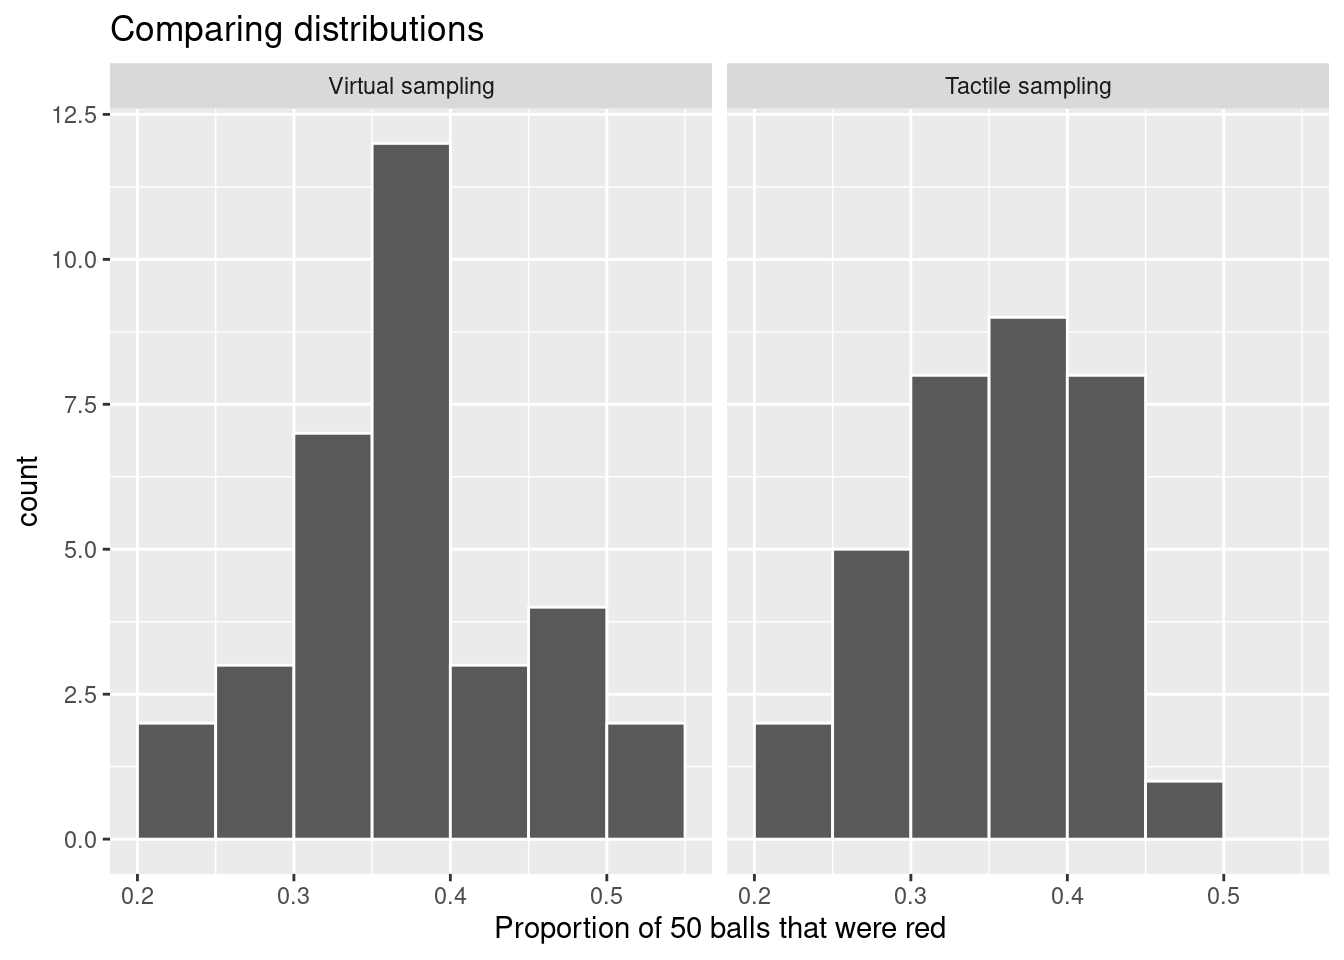 Comparing distributions
Virtual sampling
Tactile sampling
12.5
10.0
7.5
5.0
2.5
0.0
count
0.2 0.3 0.4 0.5
0.2 0.3 0.4 0.5
Proportion of 50 balls that were red